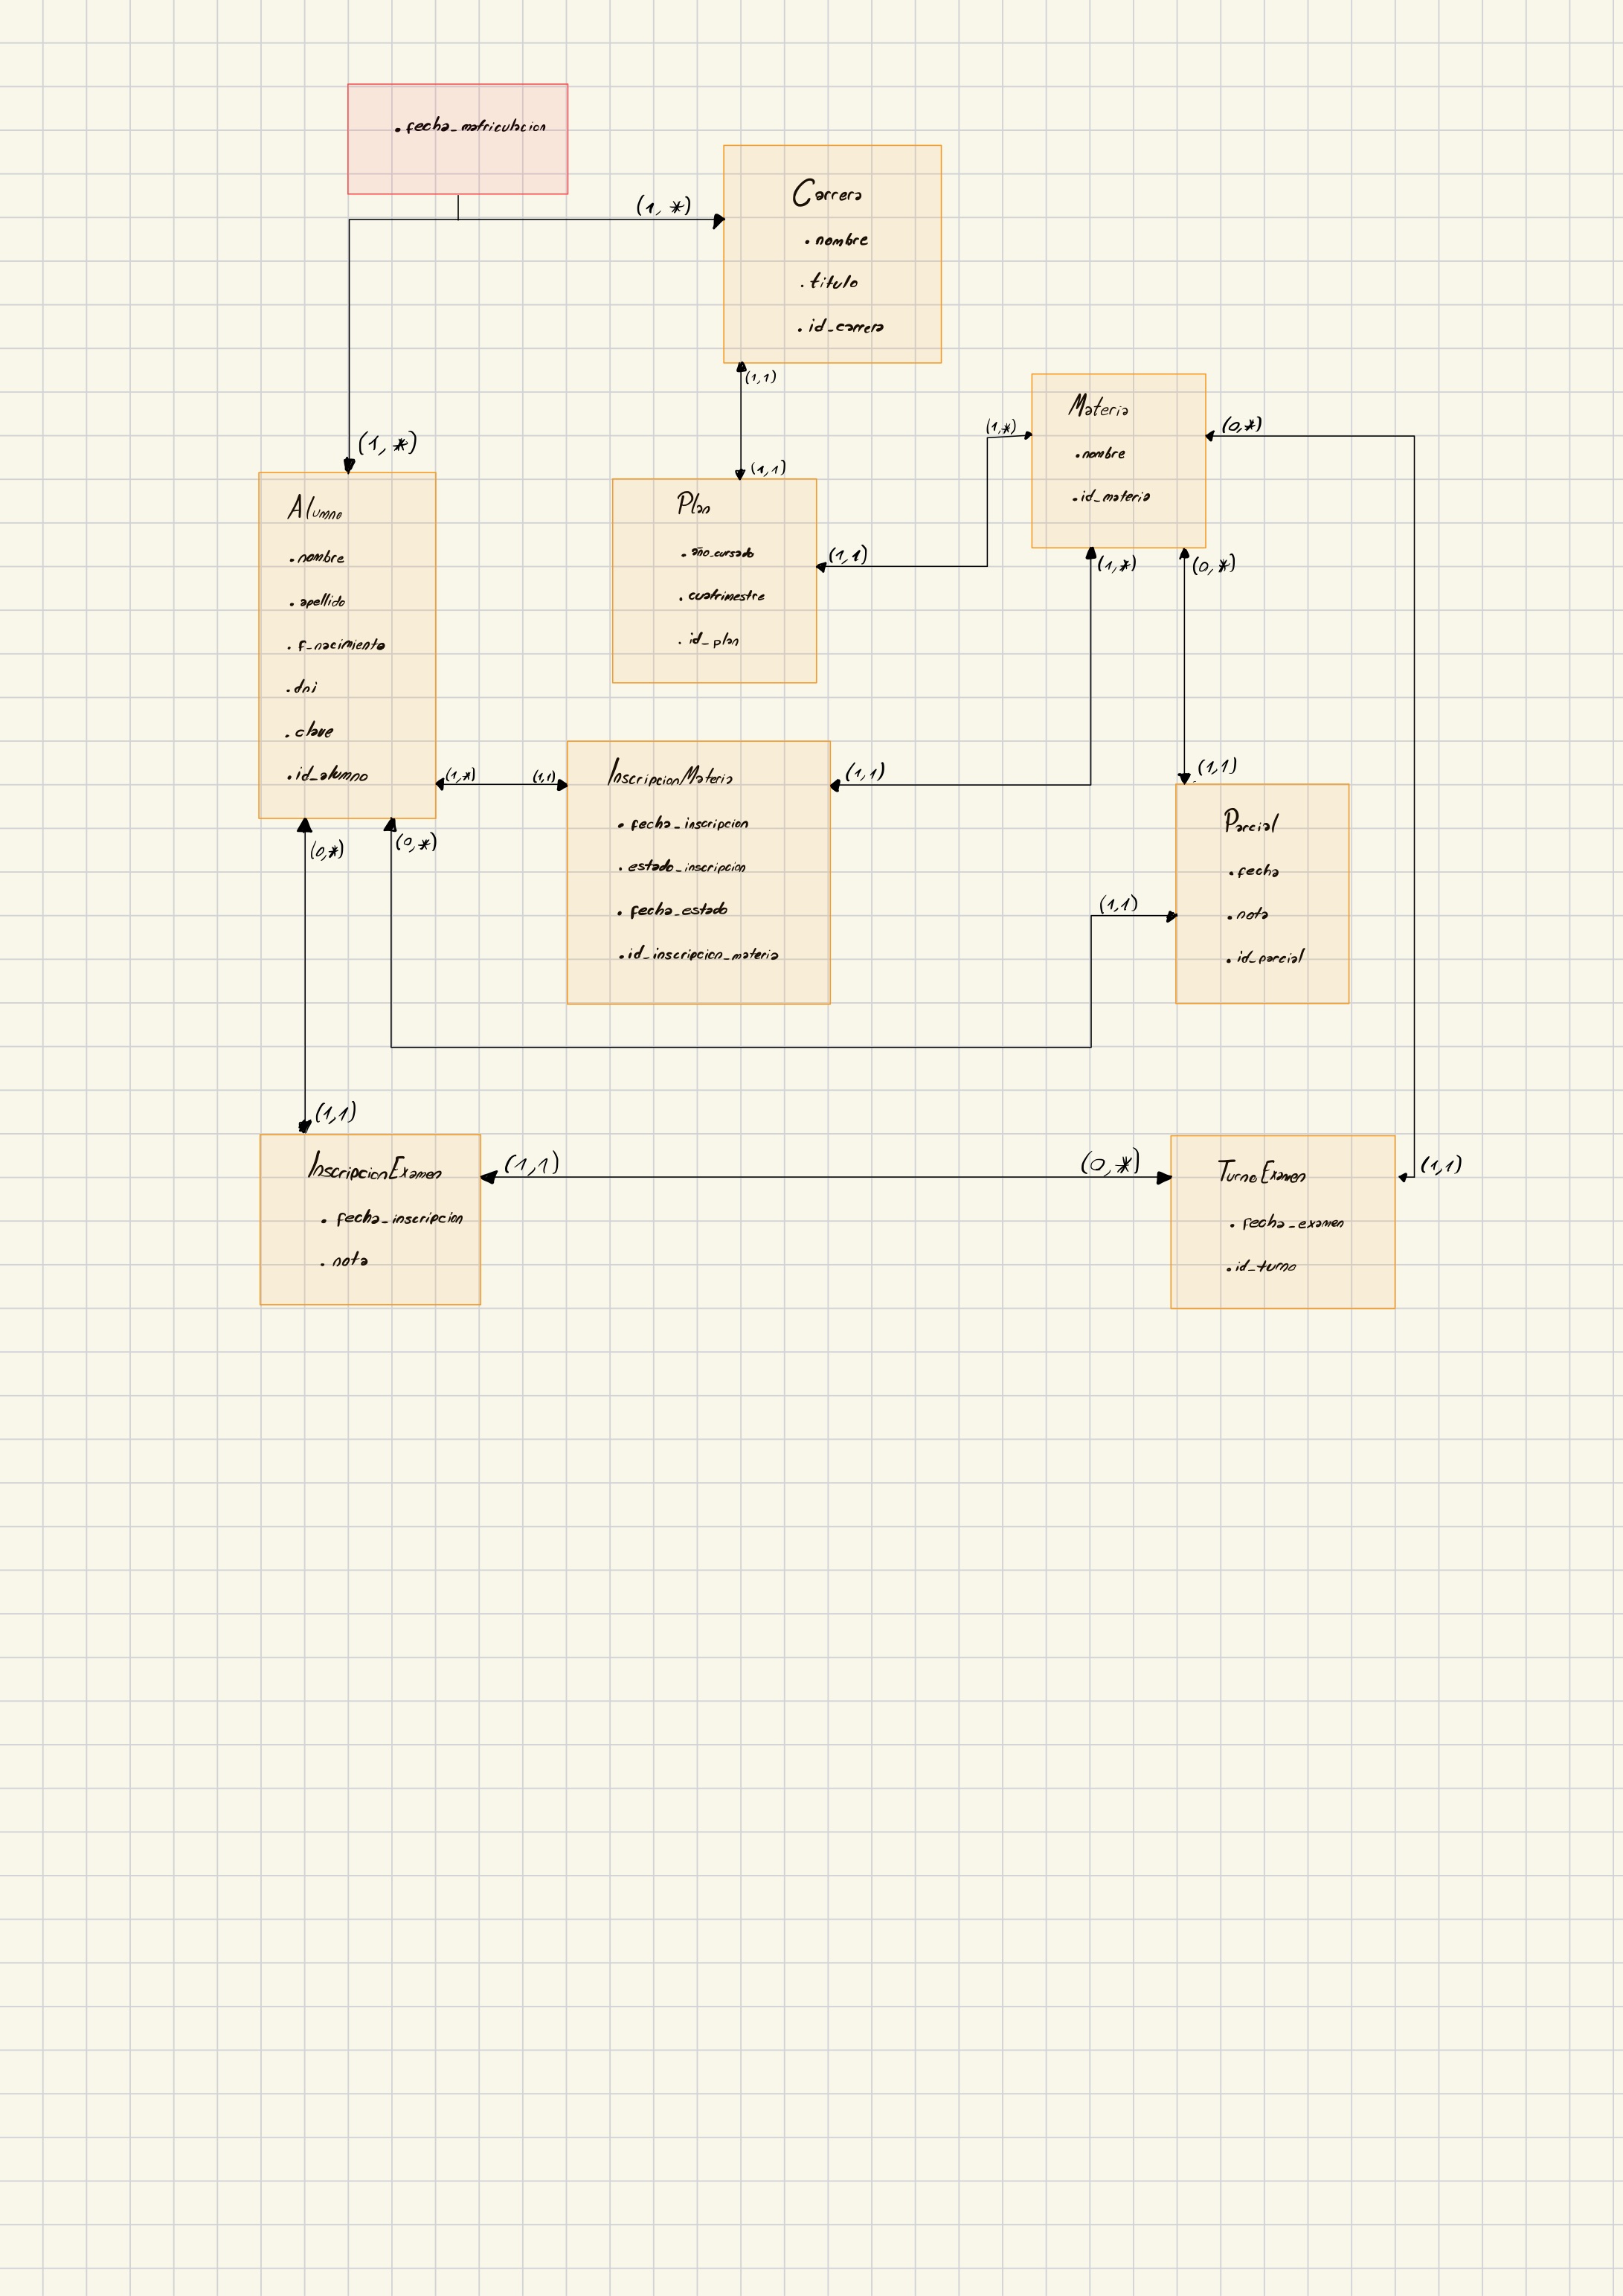 . fecha_matriculacion
(1, *)
Carrera
. nombre
. titulo
. id_carrera
(1,1)
(1, *)
(1,1)
Alumno
. nombre
. apellido
. f_nacimiento
. dni
. clave
. id_alumno
Plan
. año_cursado
. cuatrimestre
. id_plan
(1,1)
(1,*)
Materia
. nombre
. id_materia
(0,*)
(1,*)
(0,*)
(1,*)
(1,1)
InscripcionMateria
. fecha_inscripcion
. estado_inscripcion
. fecha_estado
. id_inscripcion_materia
(1,1)
(1,1)
Parcial
. fecha
. nota
. id_parcial
(1,1)
(0,*)
(0,*)
(1,1)
InscripcionExamen
. fecha_inscripcion
. nota
(1,1)
(0,*)
TurnoExamen
. fecha_examen
. id_turno
(1,1)